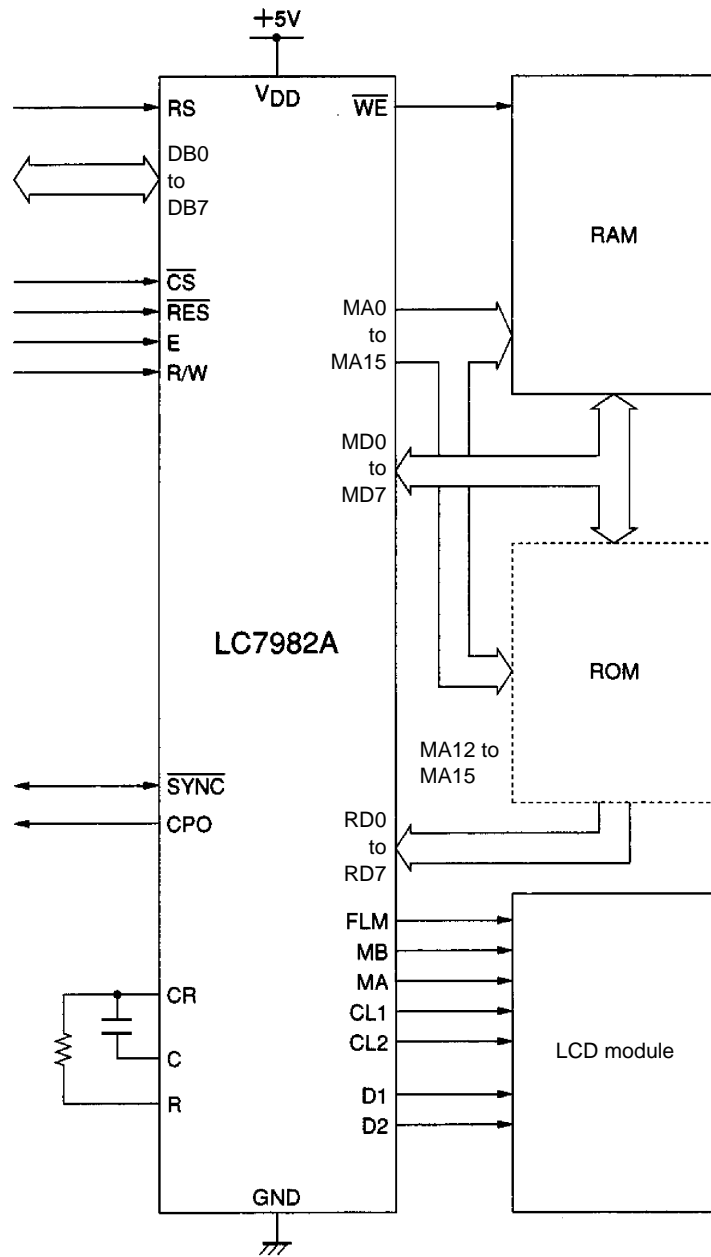 +5V
VDD
RS
WE
DB0
to
DB7
RAM
CS
RES
E
R/W
MA0
to
MA15
MD0
to
MD7
LC7982A
ROM
MA12 to
MA15
SYNC
CPO
RD0
to
RD7
FLM
MB
MA
CL1
CL2
D1
D2
LCD module
CR
C
R
GND